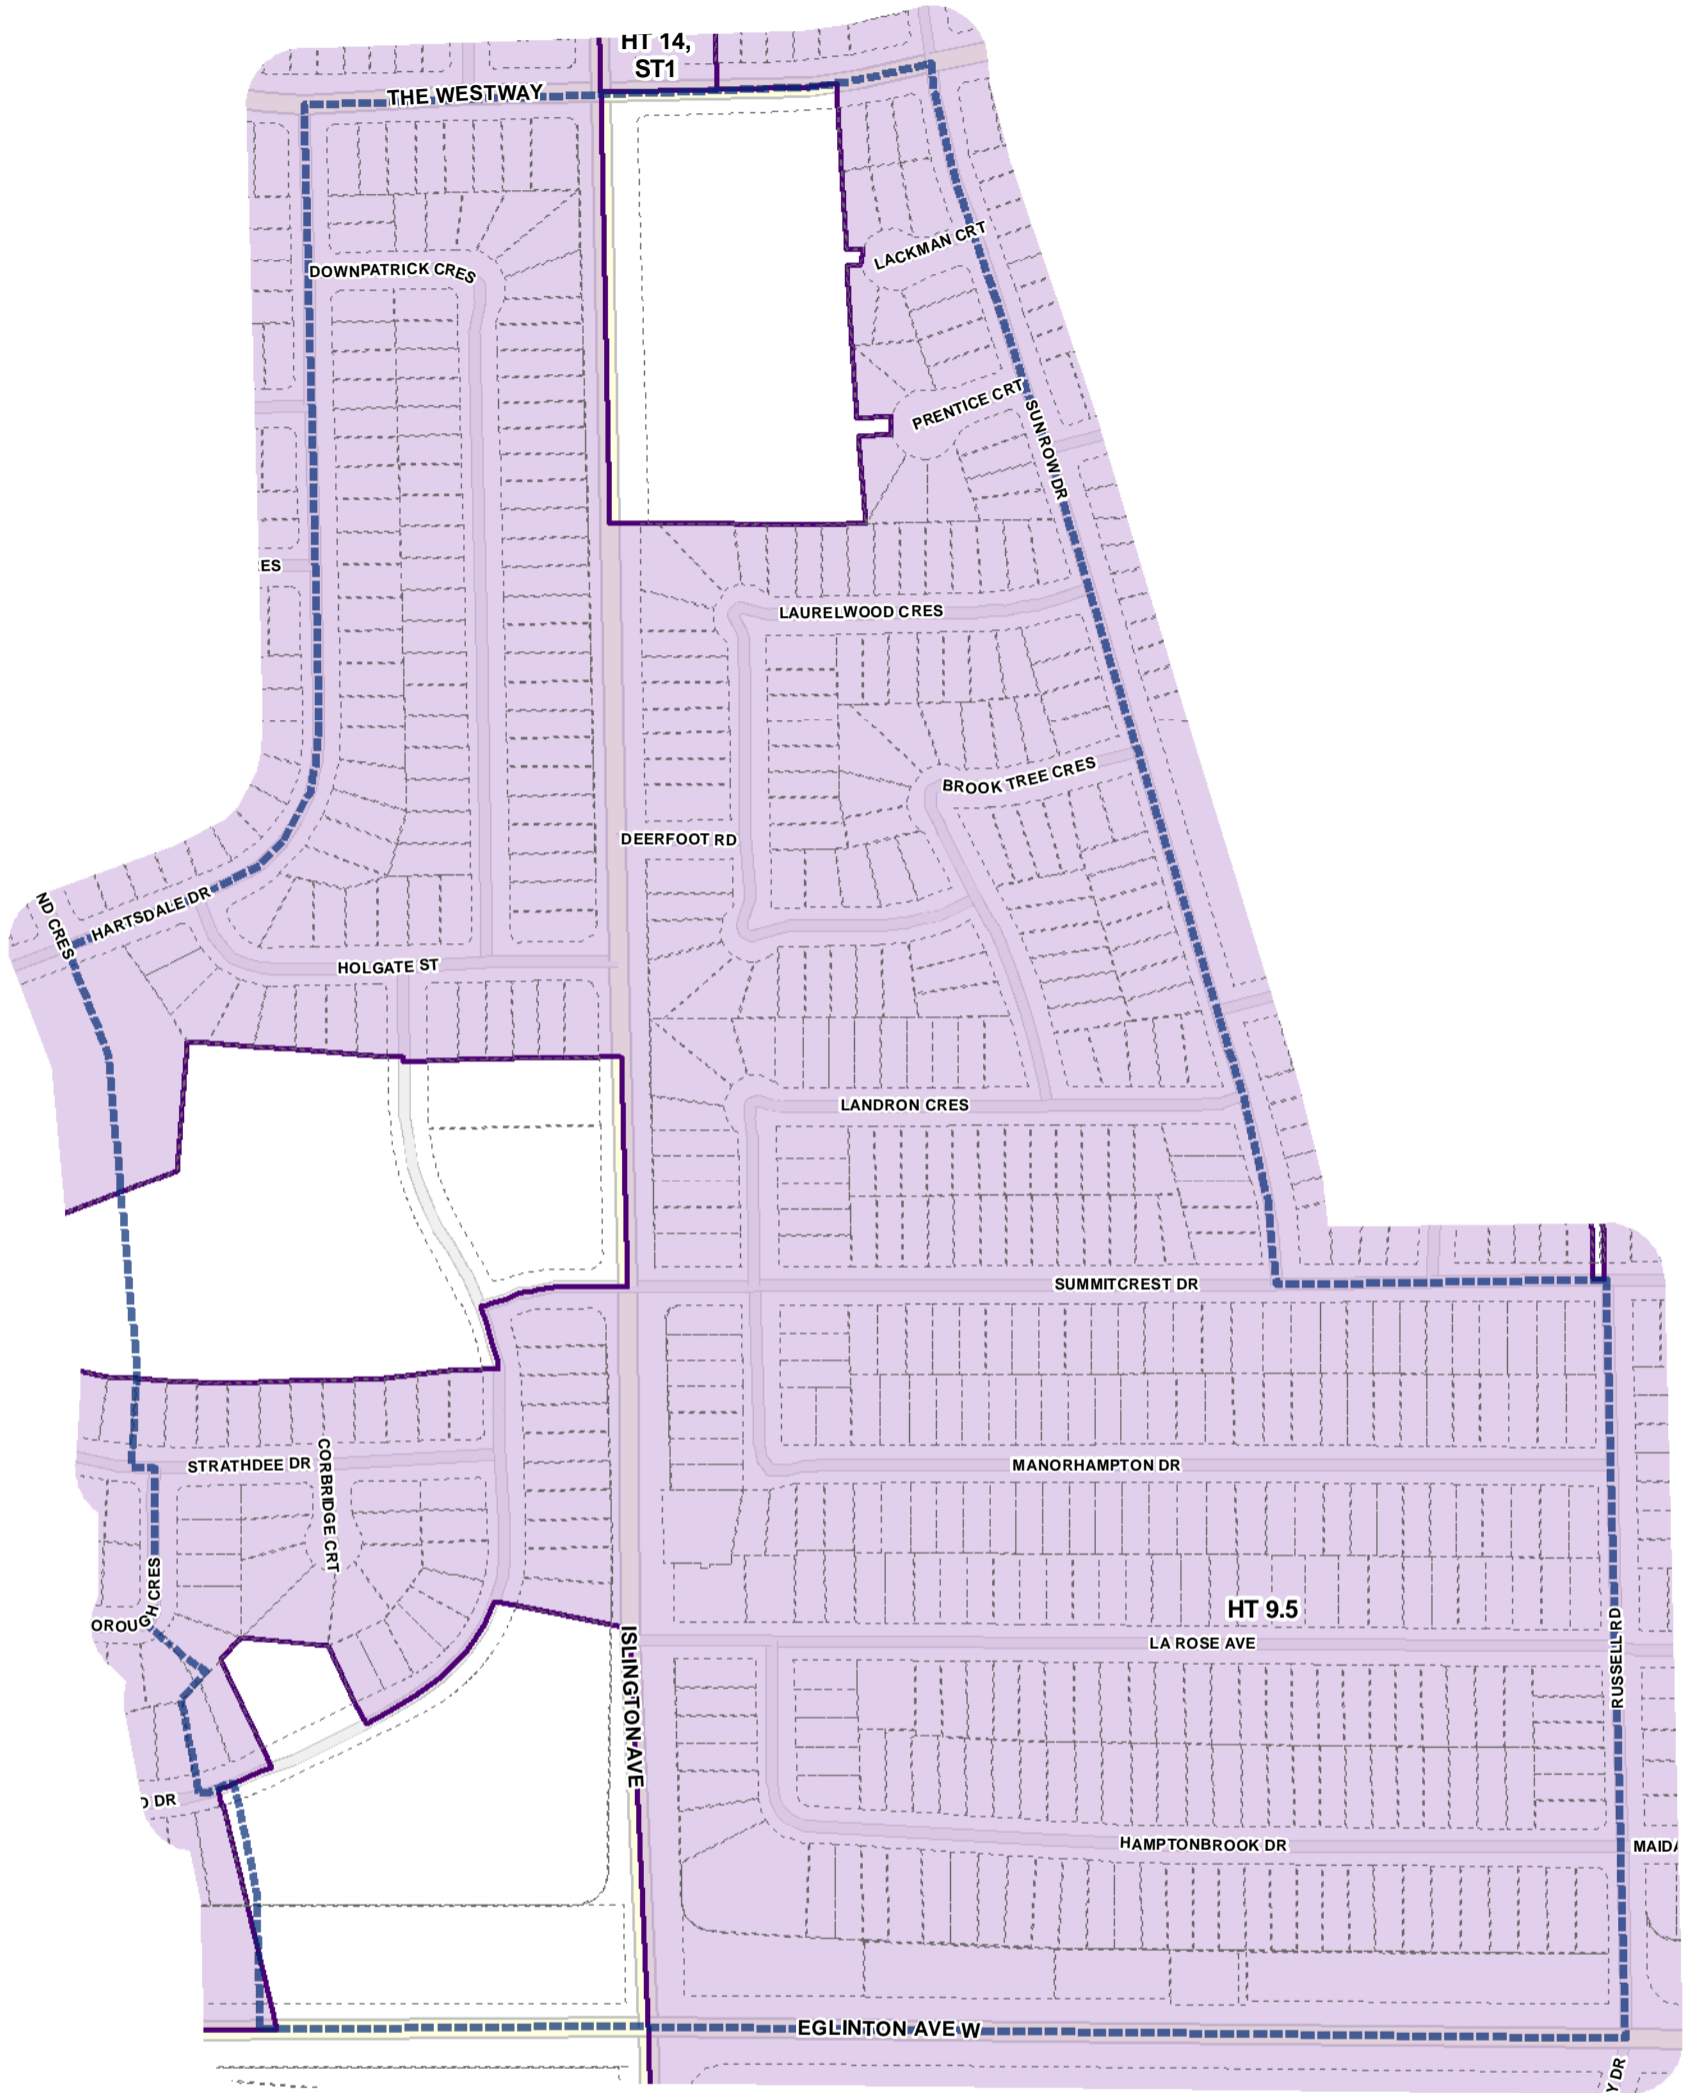 HT 14,
ST1
THE WESTWAY
LACKMAN CRT
DOWNPATRICK CRES
PRENTICE CRT
SUNROW DR
ES
LAURELWOOD CRES
BROOK TREE CRES
DEERFOOT RD
ND CRES
HARTSDALE DR
HOLGATE ST
LANDRON CRES
SUMMITCREST DR
STRATHDEE DR
CORBRIDGE CRT
MANORHAMPTON DR
OROUGH CRES
HT 9.5
LA ROSE AVE
ISLINGTON AVE
RUSSELL RD
D DR
HAMPTONBROOK DR
MAIDA
EGLINTON AVE W
Y DR